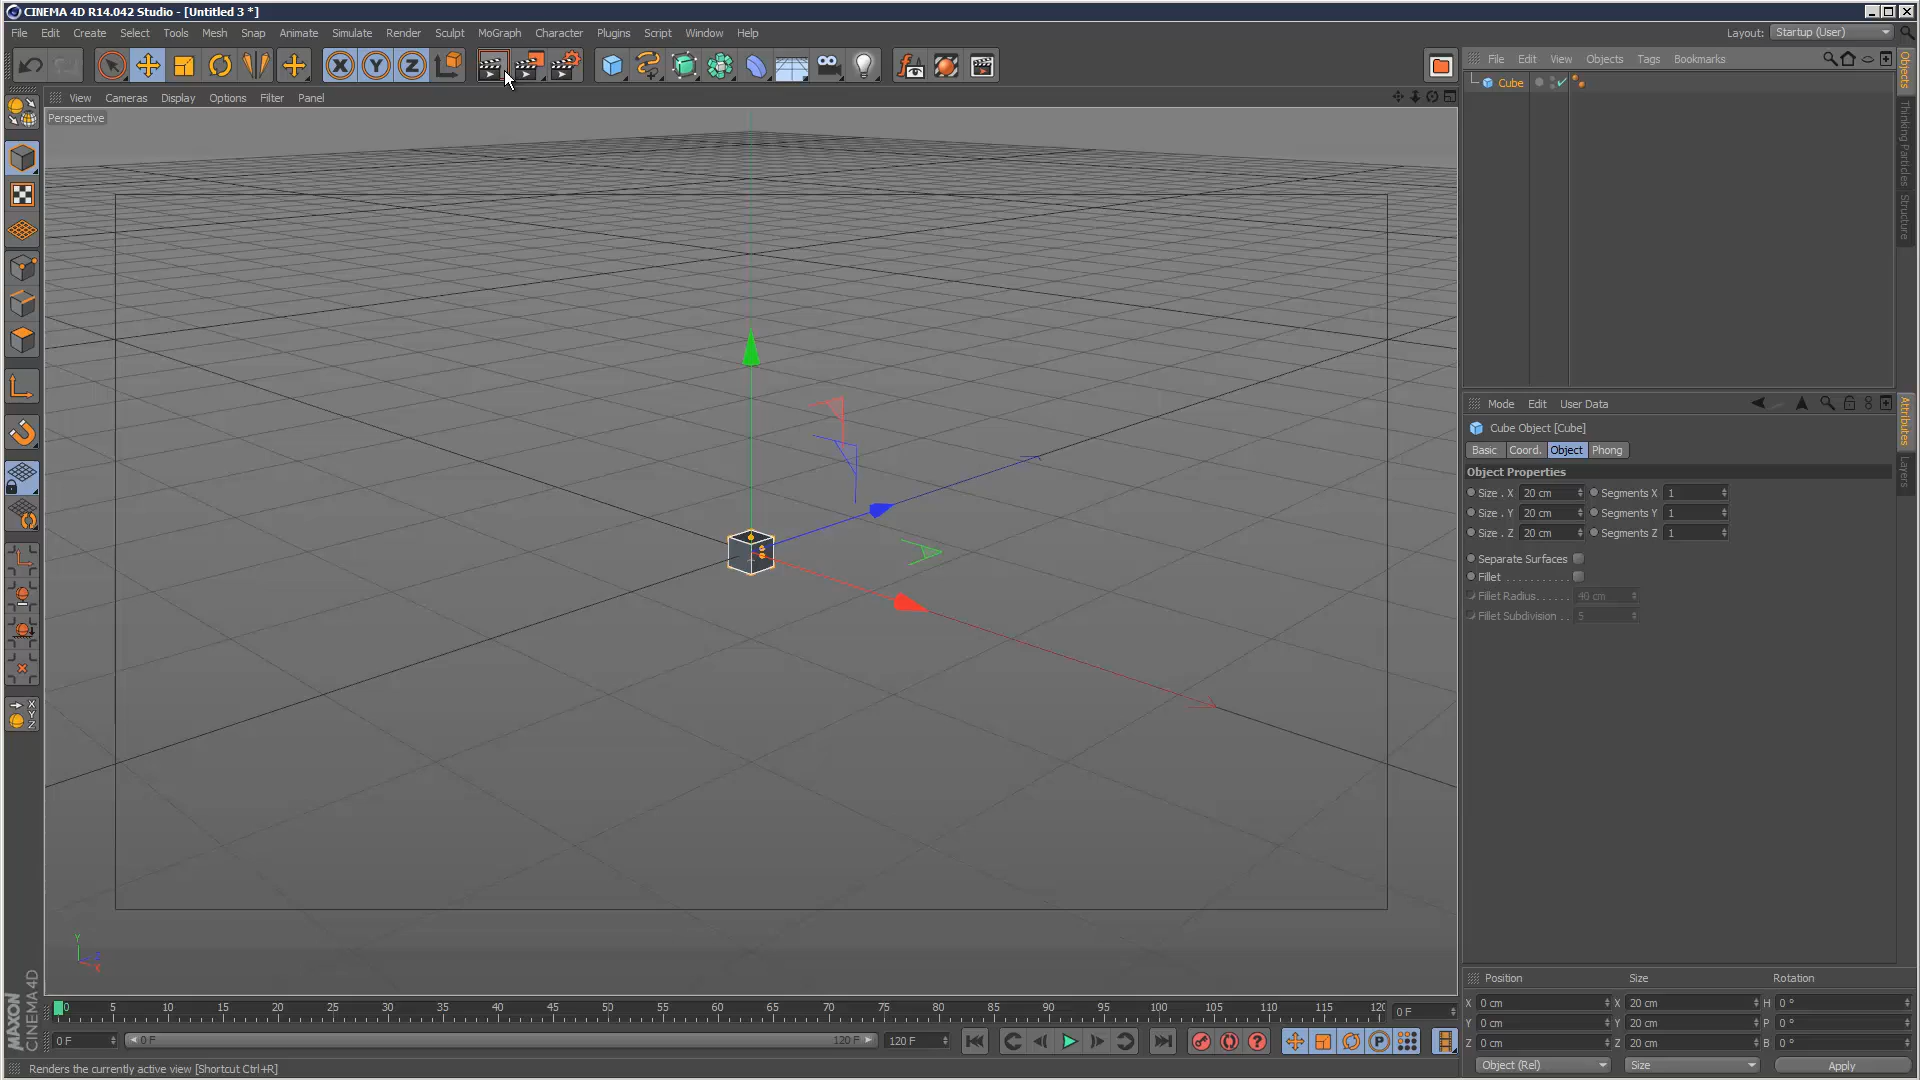 CINEMA 4D R14.042 Studio - [Untitled 3 *]
File Edit Create Select Tools Mesh Snap Animate Simulate Render Sculpt MoGraph Character Plugins Script Window Help
Layout: Startup (User)
X Y Z
File Edit View Objects Tags Bookmarks
View Cameras Display Options Filter Panel
Perspective
Cube
Objects
Thinking Particles
Structure
Mode Edit User Data
Attributes
Layers
Cube Object [Cube]
Basic Coord. Object Phong
Object Properties
Size . X 20 cm Segments X 1
Size . Y 20 cm Segments Y 1
Size . Z 20 cm Segments Z 1
Separate Surfaces
Fillet . . . . . . . . . . .
Fillet Radius. . . . . . 40 cm
Fillet Subdivision . . 5
X
Y
Z
Y
Z
X
MAXON
CINEMA 4D
0 5 10 15 20 25 30 35 40 45 50 55 60 65 70 75 80 85 90 95 100 105 110 115 120 0 F
0 F 0 F 120 F 120 F
P
Position Size Rotation
X 0 cm X 20 cm H 0 °
Y 0 cm Y 20 cm P 0 °
Z 0 cm Z 20 cm B 0 °
Object (Rel) Size Apply
Renders the currently active view [Shortcut Ctrl+R]